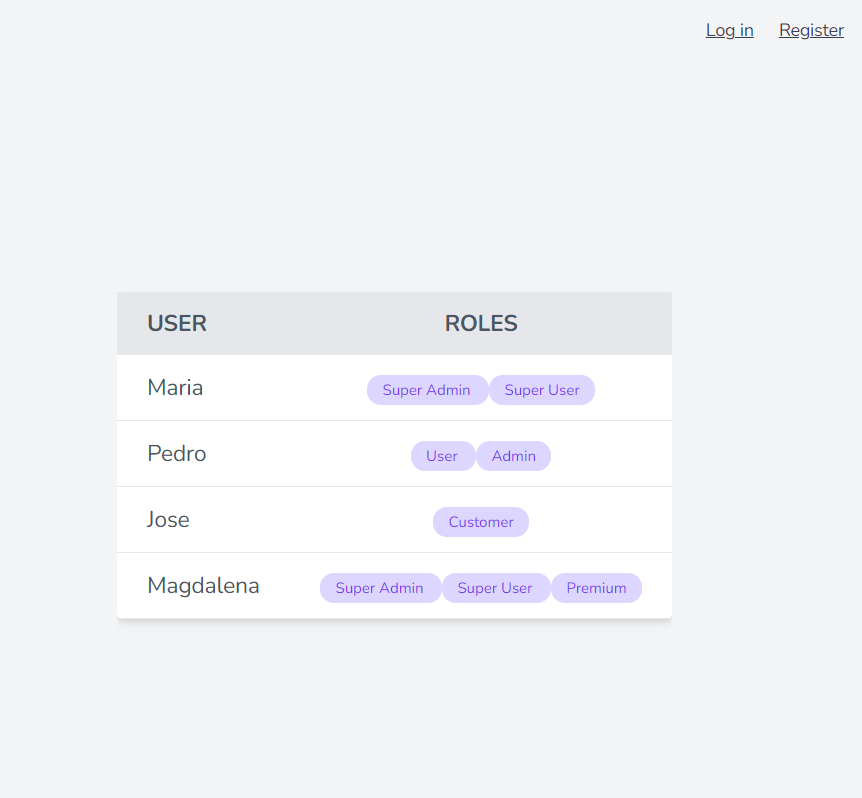 Log in Register
USER ROLES
Maria Super Admin Super User
Pedro User Admin
Jose Customer
Magdalena Super Admin Super User Premium